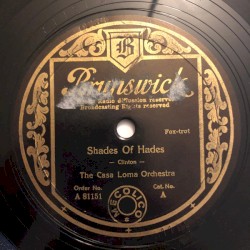 B
Brunswick
Radio diffusion reserved
Broadcasting Rights reserved
Fox-trot
Shades Of Hades
— Clinton —
The Casa Loma Orchestra
Order No.
A 81151
Cat. No.
A
MECOLICO